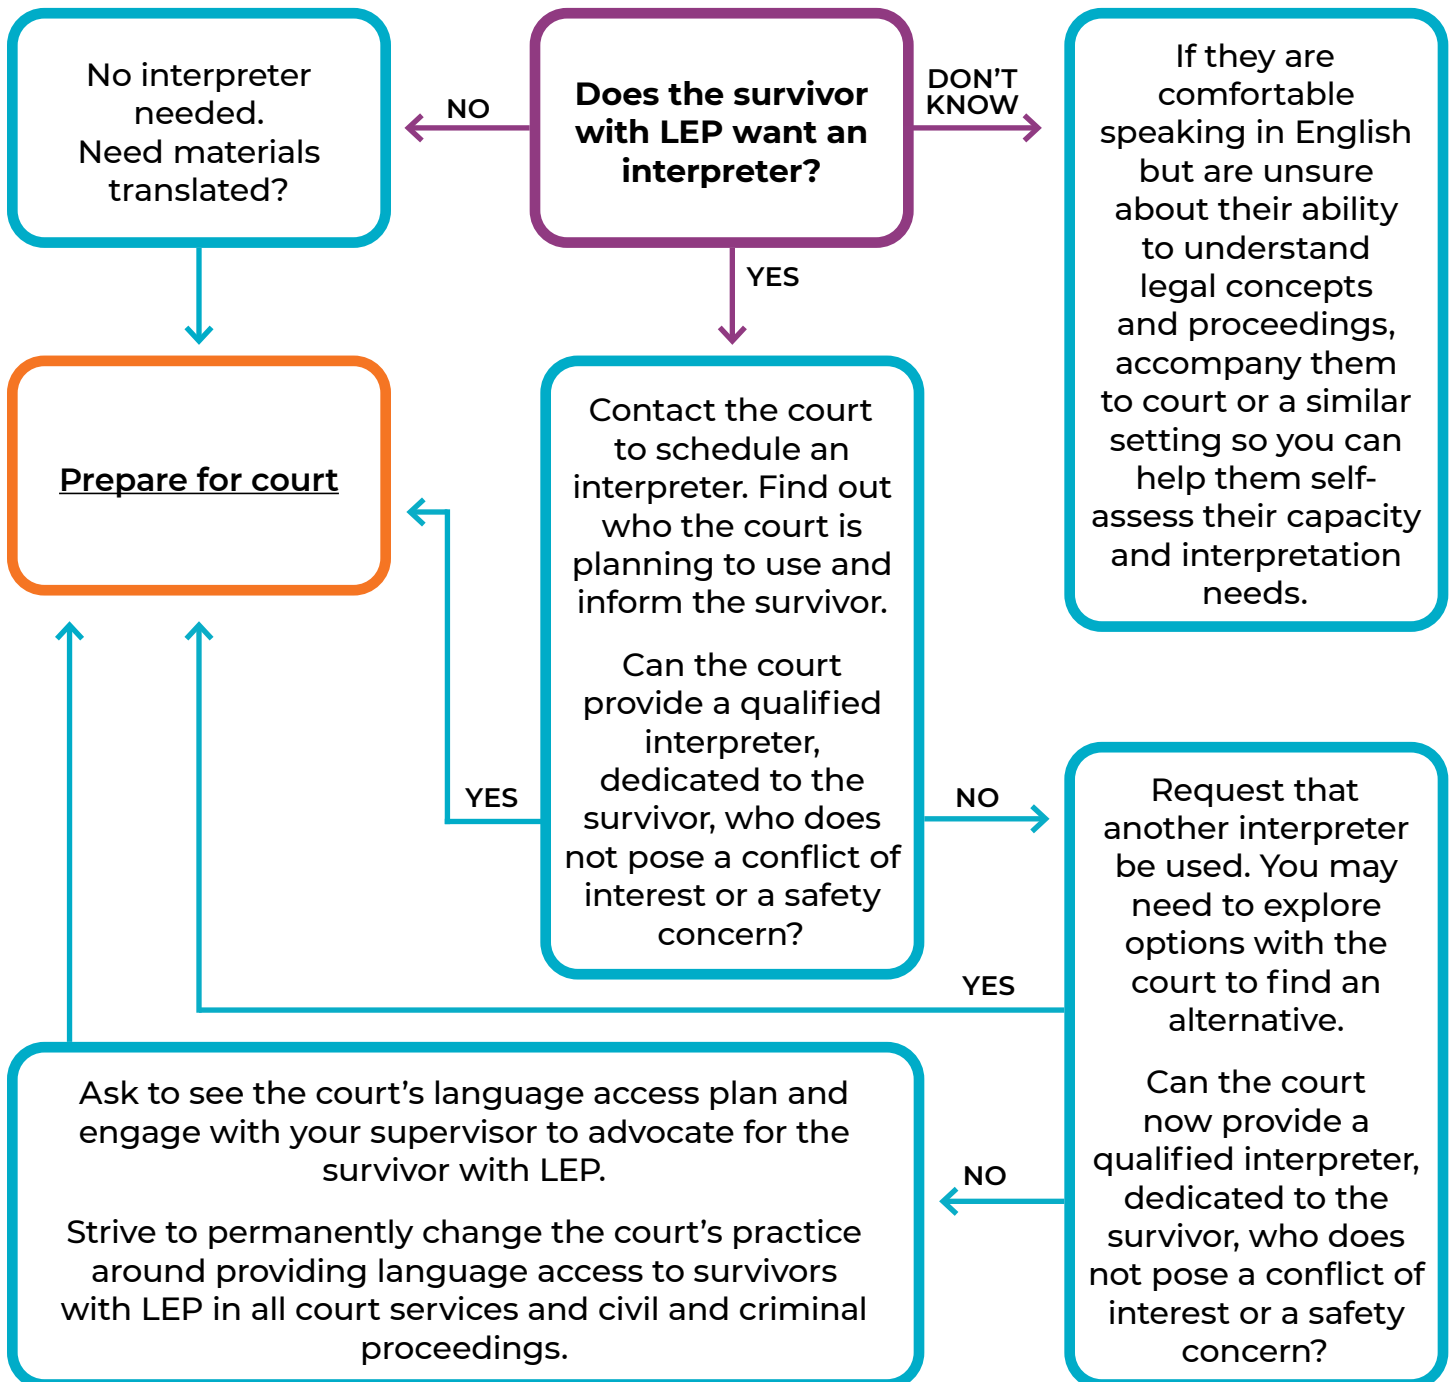 No interpreter
needed.
Need materials
translated?
NO
Does the survivor
with LEP want an
interpreter?
DON’T
KNOW
If they are
comfortable
speaking in English
but are unsure
about their ability
to understand
legal concepts
and proceedings,
accompany them
to court or a similar
setting so you can
help them self-
assess their capacity
and interpretation
needs.
YES
Prepare for court
Contact the court
to schedule an
interpreter. Find out
who the court is
planning to use and
inform the survivor.
Can the court
provide a qualified
interpreter,
dedicated to the
survivor, who does
not pose a conflict of
interest or a safety
concern?
YES
NO
Request that
another interpreter
be used. You may
need to explore
options with the
court to find an
alternative.
Can the court
now provide a
qualified interpreter,
dedicated to the
survivor, who does
not pose a conflict of
interest or a safety
concern?
YES
NO
Ask to see the court’s language access plan and
engage with your supervisor to advocate for the
survivor with LEP.
Strive to permanently change the court’s practice
around providing language access to survivors
with LEP in all court services and civil and criminal
proceedings.